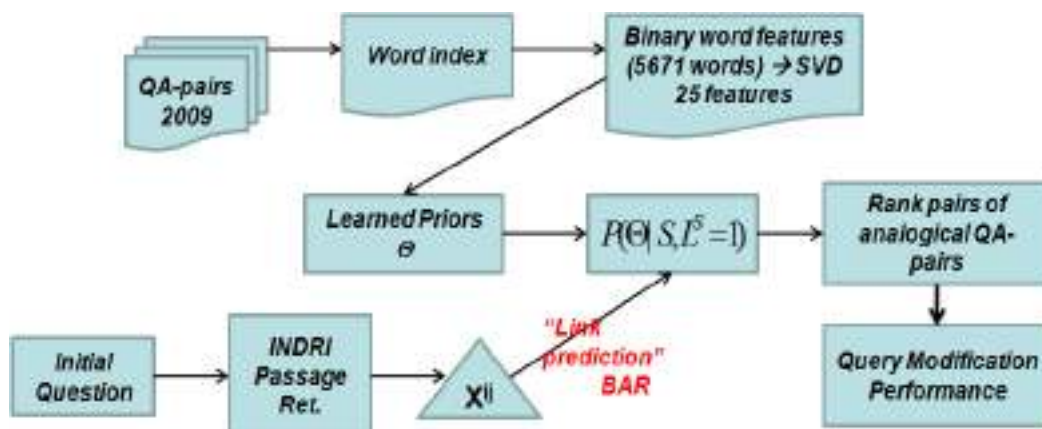 QA-pairs
2009
Word index
Binary word features
(5671 words) → SVD
25 features
Learned Priors
Θ
P(Θ| S, L^S =1)
Rank pairs of
analogical QA-
pairs
Initial
Question
INDRI
Passage
Ret.
X^ij
"Link
prediction"
BAR
Query Modification
Performance